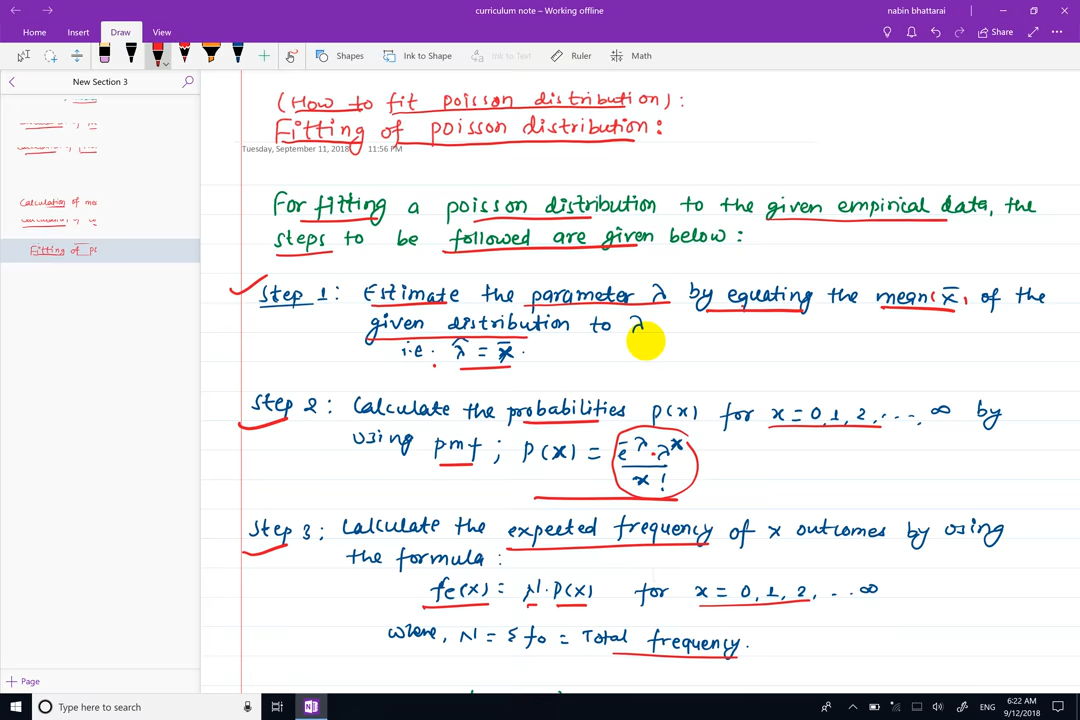 curriculum note – Working offline
nabin bhattarai
Home
Insert
Draw
View
Share
Shapes
Ink to Shape
Ink to Text
Ruler
Math
New Section 3
(How to fit poisson distribution):
Fitting of poisson distribution:
Tuesday, September 11, 2018 11:56 PM
Calculation of me
Fitting of po
For fitting a poisson distribution to the given empirical data, the
steps to be followed are given below:
Step 1: Estimate the parameter λ by equating the mean(x̄) of the
given distribution to λ
i.e. λ̂ = x̄.
Step 2: Calculate the probabilities p(x) for x = 0, 1, 2, ..., ∞ by
using pmf; p(x) = e^-λ.λ^x / x!
Step 3: Calculate the expected frequency of x outcomes by using
the formula:
fe(x) = N.p(x) for x = 0, 1, 2, ... ∞
where, N = Σfo = Total frequency.
Page
Type here to search
ENG
6:22 AM
9/12/2018